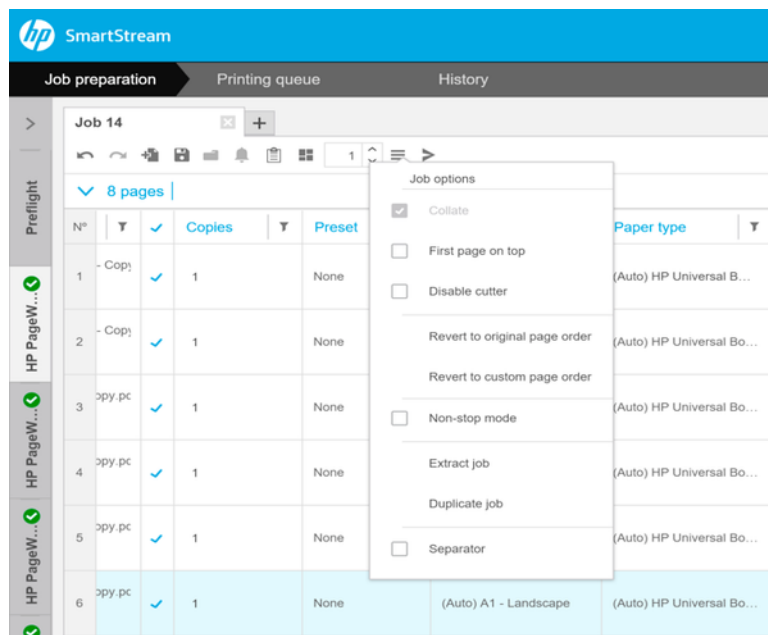 hp SmartStream
Job preparation Printing queue History
Job 14
1
8 pages
Job options
Collate
First page on top
Disable cutter
Revert to original page order
Revert to custom page order
Non-stop mode
Extract job
Duplicate job
Separator
Preflight
HP PageW...
HP PageW...
HP PageW...
N° Copies Preset Paper type
1 - Copy 1 None (Auto) HP Universal B...
2 - Copy 1 None (Auto) HP Universal Bo...
3 opy.pc 1 None (Auto) HP Universal Bo...
4 opy.pc 1 None (Auto) HP Universal Bo...
5 opy.pc 1 None (Auto) HP Universal Bo...
6 opy.pc 1 None (Auto) A1 - Landscape (Auto) HP Universal Bo...